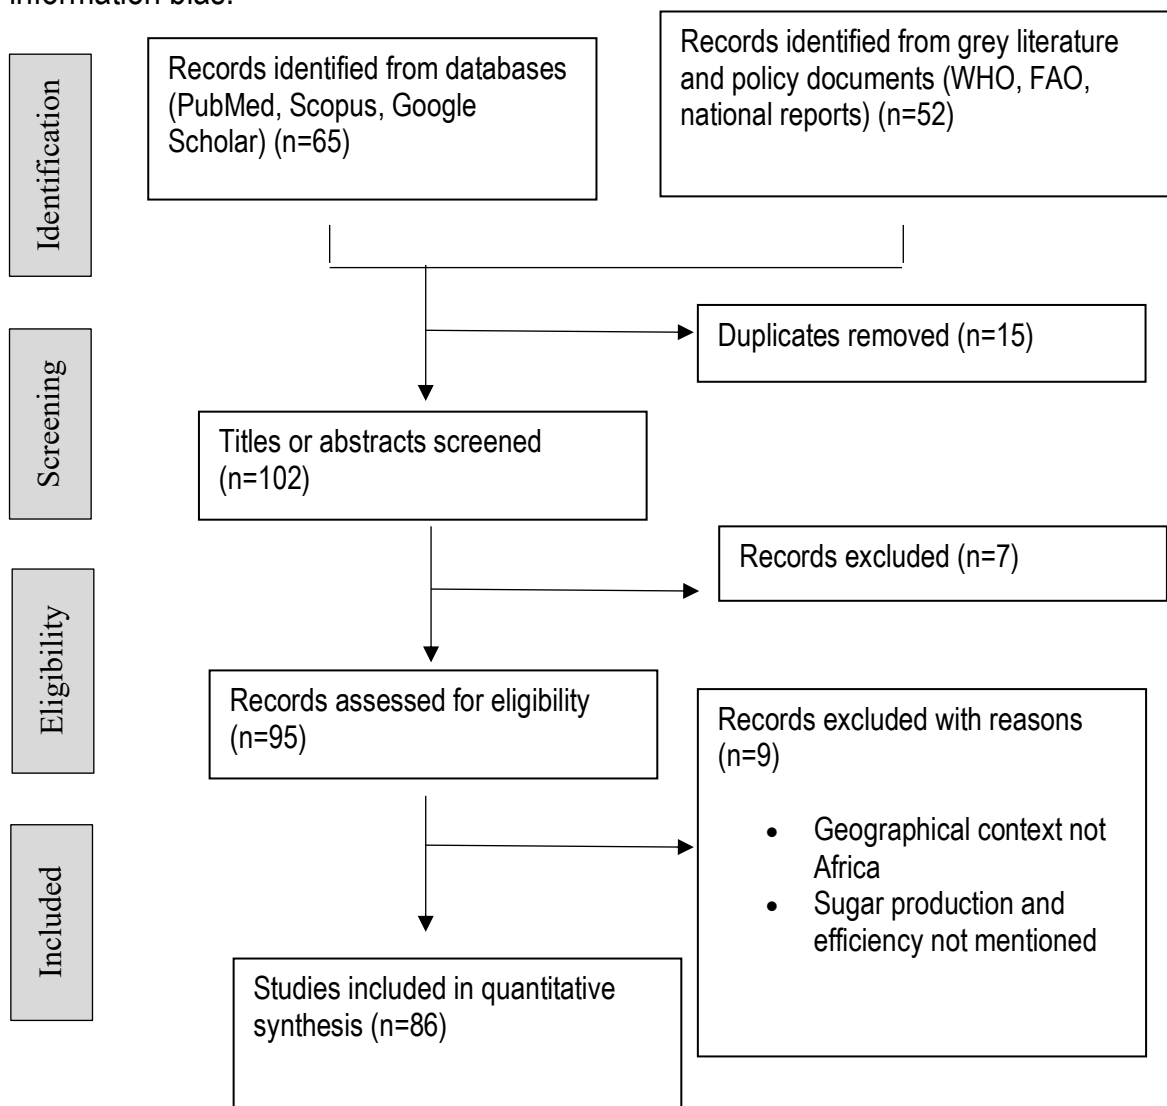 information bias.
Identification
Records identified from databases
(PubMed, Scopus, Google
Scholar) (n=65)
Records identified from grey literature
and policy documents (WHO, FAO,
national reports) (n=52)
Screening
Duplicates removed (n=15)
Titles or abstracts screened
(n=102)
Records excluded (n=7)
Eligibility
Records assessed for eligibility
(n=95)
Records excluded with reasons
(n=9)
• Geographical context not
Africa
• Sugar production and
efficiency not mentioned
Included
Studies included in quantitative
synthesis (n=86)